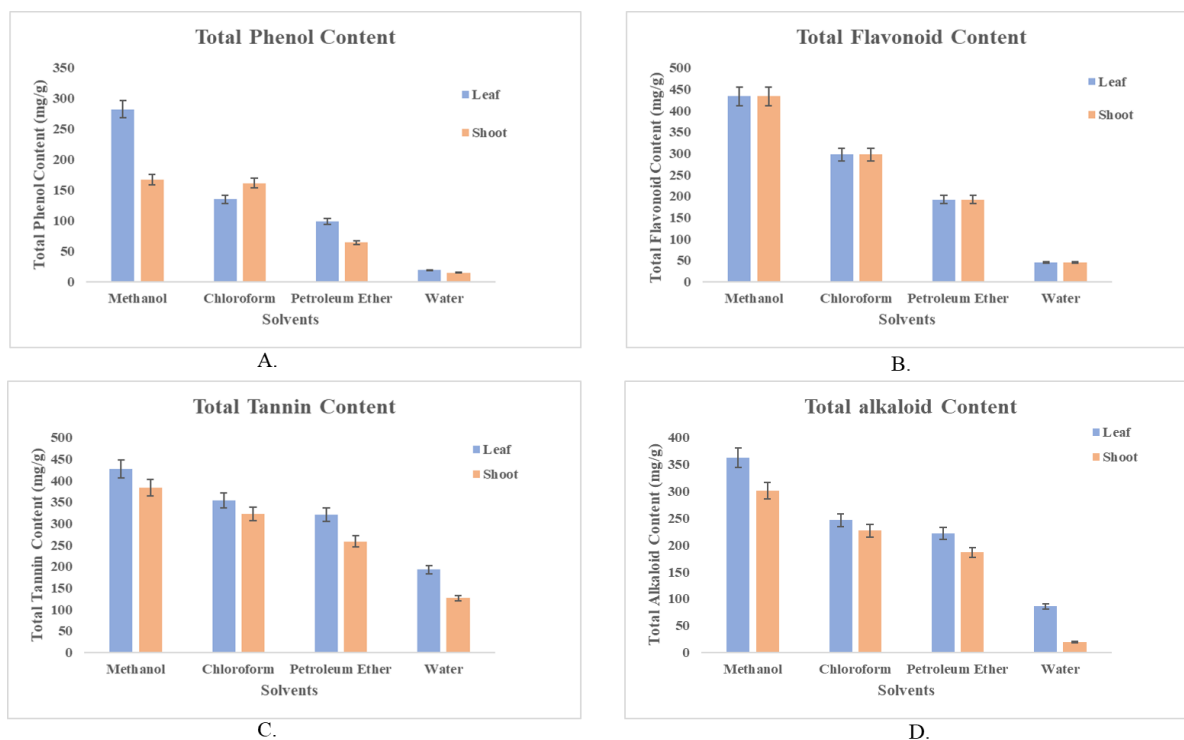 Total Phenol Content
Total Phenol Content (mg/g)
350
300
250
200
150
100
50
0
Leaf
Shoot
Methanol Chloroform Petroleum Ether Water
Solvents
A.
Total Flavonoid Content
Total Flavonoid Content (mg/g)
500
450
400
350
300
250
200
150
100
50
0
Leaf
Shoot
Methanol Chloroform Petroleum Ether Water
Solvents
B.
Total Tannin Content
Total Tannin Content (mg/g)
500
450
400
350
300
250
200
150
100
50
0
Leaf
Shoot
Methanol Chloroform Petroleum Ether Water
Solvents
C.
Total alkaloid Content
Total Alkaloid Content (mg/g)
400
350
300
250
200
150
100
50
0
Leaf
Shoot
Methanol Chloroform Petroleum Ether Water
Solvents
D.